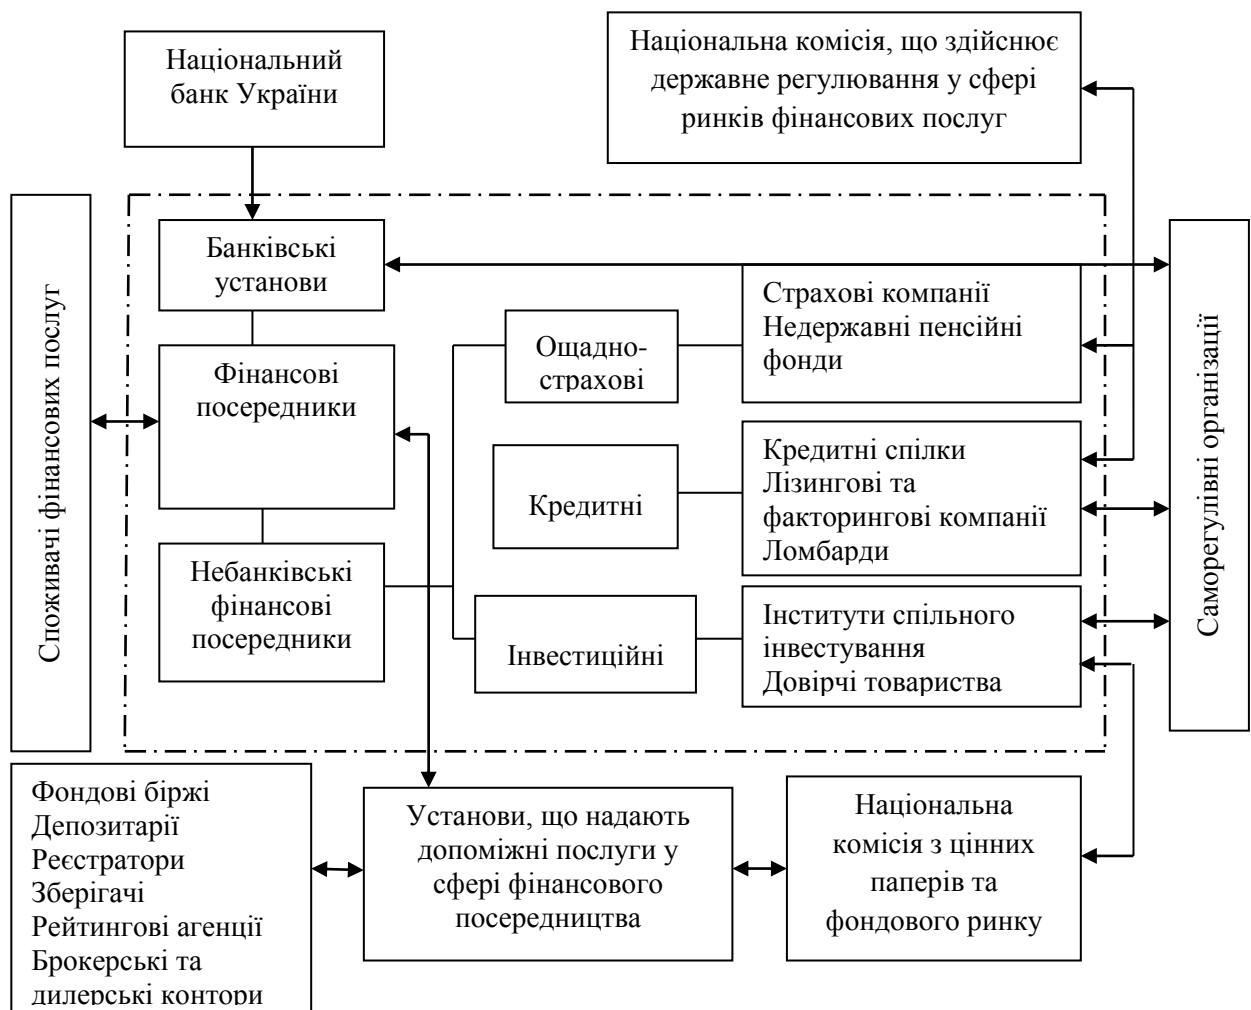 Національний
банк України
Національна комісія, що здійснює
державне регулювання у сфері
ринків фінансових послуг
Споживачі фінансових послуг
Банківські
установи
Фінансові
посередники
Небанківські
фінансові
посередники
Ощадно-
страхові
Кредитні
Інвестиційні
Страхові компанії
Недержавні пенсійні
фонди
Кредитні спілки
Лізингові та
факторингові компанії
Ломбарди
Інститути спільного
інвестування
Довірчі товариства
Саморегулівні організації
Фондові біржі
Депозитарії
Реєстратори
Зберігачі
Рейтингові агенції
Брокерські та
дилерські контори
Установи, що надають
допоміжні послуги у
сфері фінансового
посередництва
Національна
комісія з цінних
паперів та
фондового ринку